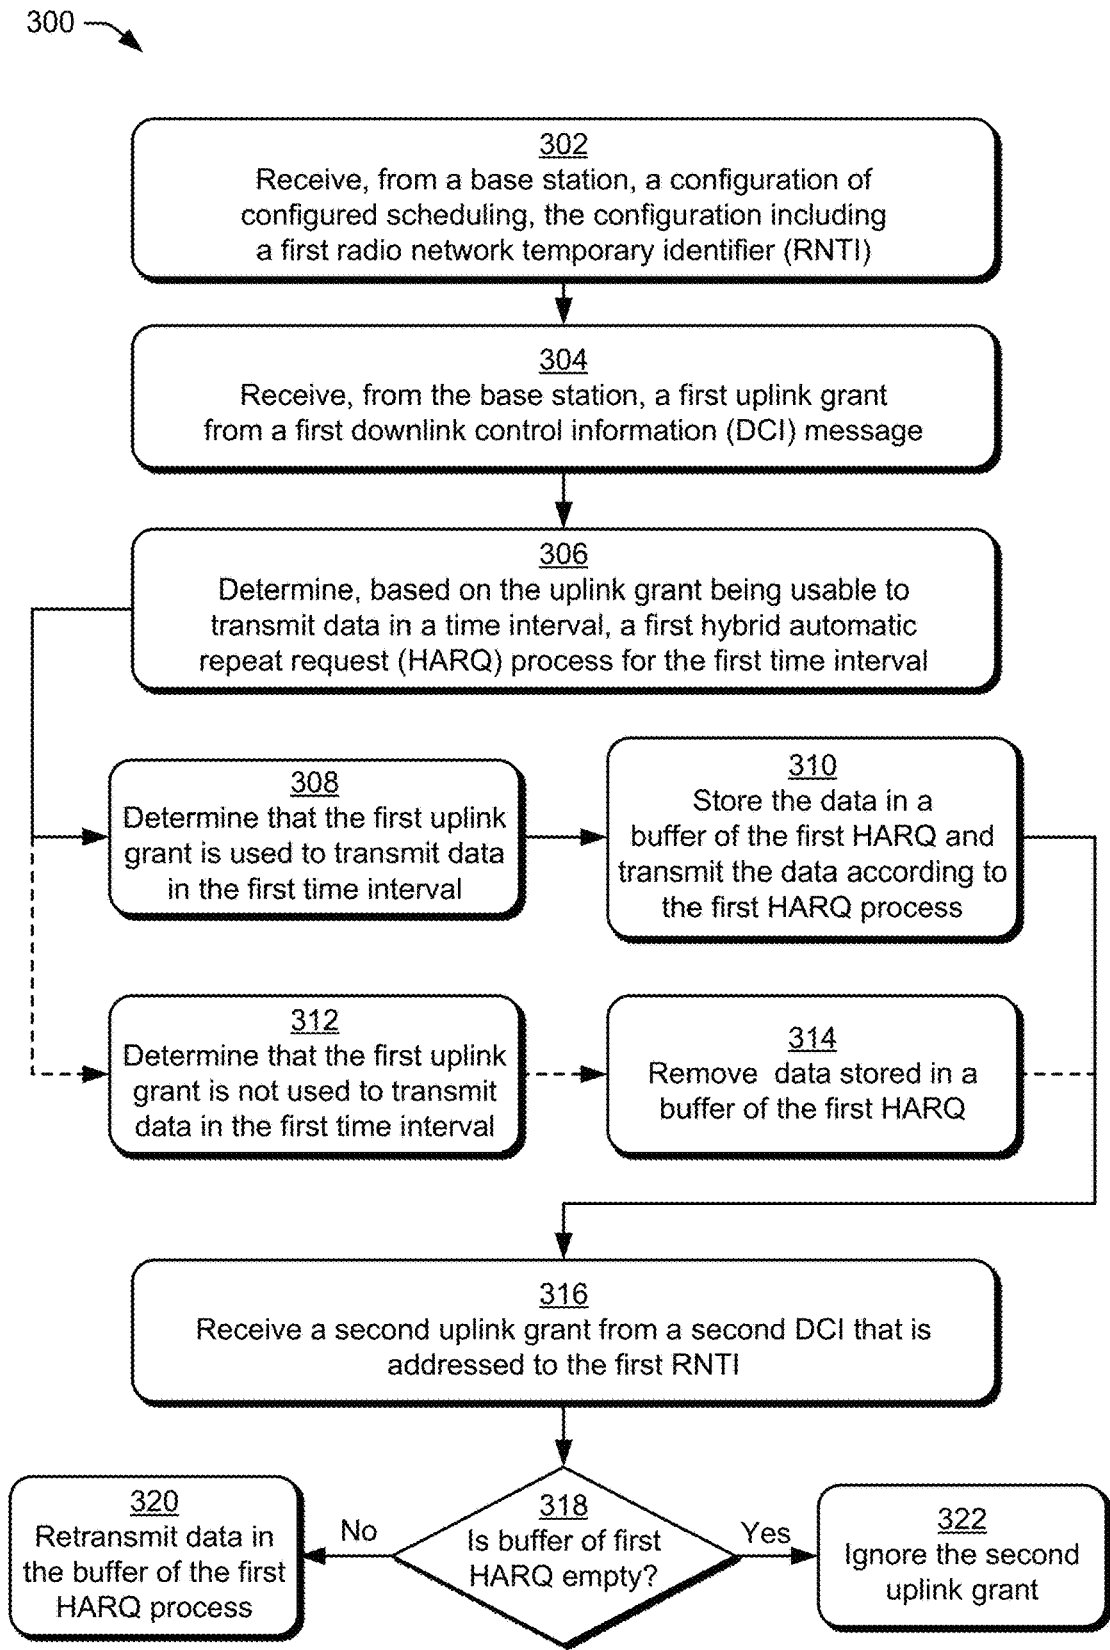 300
302
Receive, from a base station, a configuration of
configured scheduling, the configuration including
a first radio network temporary identifier (RNTI)
304
Receive, from the base station, a first uplink grant
from a first downlink control information (DCI) message
306
Determine, based on the uplink grant being usable to
transmit data in a time interval, a first hybrid automatic
repeat request (HARQ) process for the first time interval
308
Determine that the first uplink
grant is used to transmit data
in the first time interval
310
Store the data in a
buffer of the first HARQ and
transmit the data according to
the first HARQ process
312
Determine that the first uplink
grant is not used to transmit
data in the first time interval
314
Remove data stored in a
buffer of the first HARQ
316
Receive a second uplink grant from a second DCI that is
addressed to the first RNTI
318
Is buffer of first
HARQ empty?
No
320
Retransmit data in
the buffer of the first
HARQ process
Yes
322
Ignore the second
uplink grant